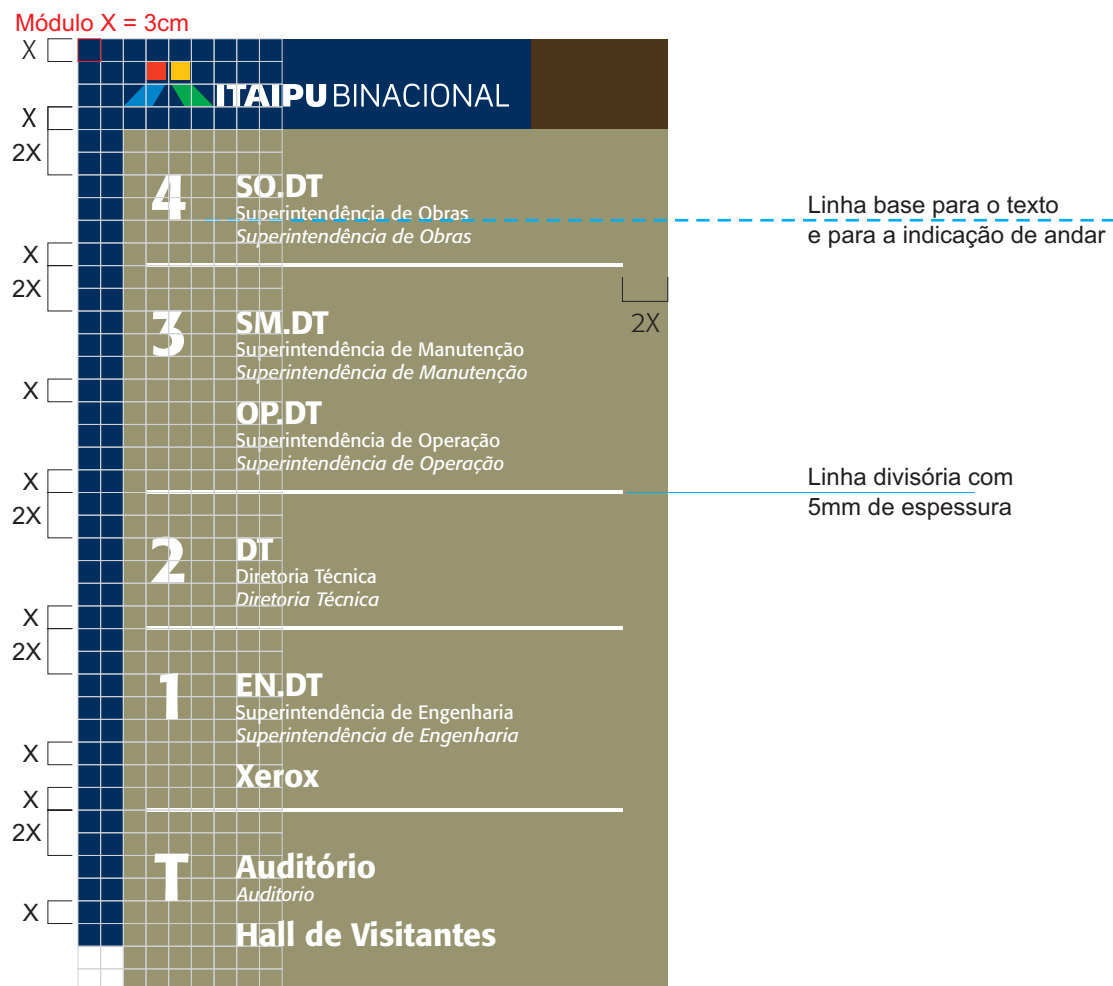 Módulo X = 3cm
X
ITAIPU BINACIONAL
X
2X
4
SO.DT
Superintendência de Obras
Superintendência de Obras
Linha base para o texto
e para a indicação de andar
X
2X
2X
3
SM.DT
Superintendência de Manutenção
Superintendência de Manutenção
X
OP.DT
Superintendência de Operação
Superintendência de Operação
X
2X
Linha divisória com
5mm de espessura
2
DT
Diretoria Técnica
Diretoria Técnica
X
2X
1
EN.DT
Superintendência de Engenharia
Superintendência de Engenharia
X
Xerox
X
2X
T
Auditório
Auditorio
X
Hall de Visitantes